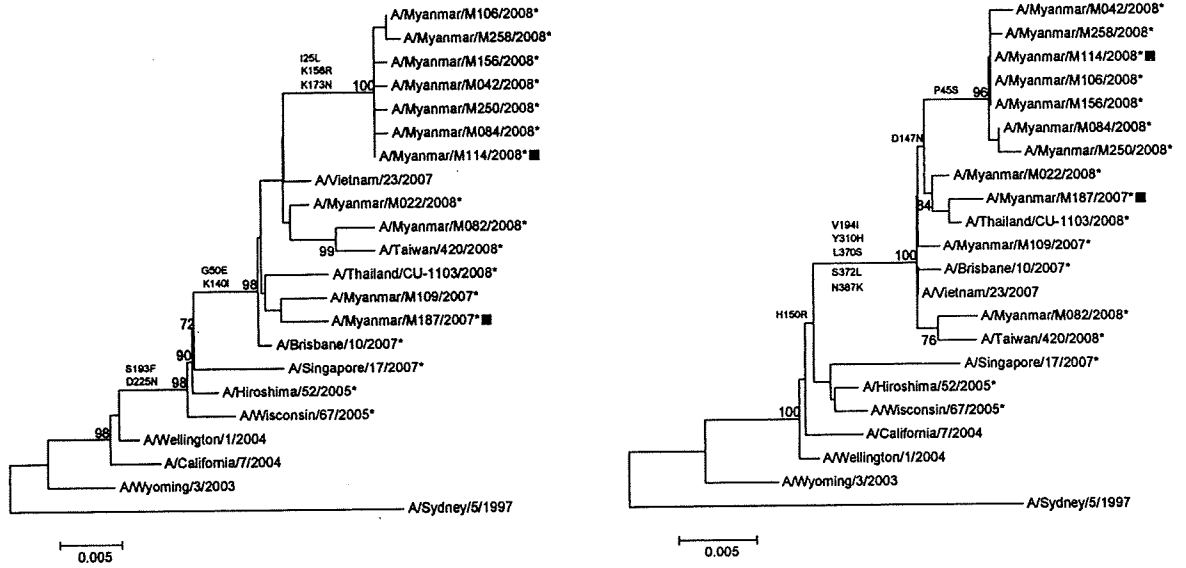 A/Myanmar/M106/2008*
A/Myanmar/M258/2008*
I25L
K156R
K173N
A/Myanmar/M156/2008*
100
A/Myanmar/M042/2008*
A/Myanmar/M250/2008*
A/Myanmar/M084/2008*
A/Myanmar/M114/2008*■
A/Vietnam/23/2007
A/Myanmar/M022/2008*
A/Myanmar/M082/2008*
99
A/Taiwan/420/2008*
G50E
K140I
98
A/Thailand/CU-1103/2008*
A/Myanmar/M109/2007*
A/Myanmar/M187/2007*■
72
A/Brisbane/10/2007*
90
A/Singapore/17/2007*
S193F
D225N
98
A/Hiroshima/52/2005*
A/Wisconsin/67/2005*
98
A/Wellington/1/2004
A/California/7/2004
A/Wyoming/3/2003
A/Sydney/5/1997
0.005
A/Myanmar/M042/2008*
A/Myanmar/M258/2008*
A/Myanmar/M114/2008*■
P45S
96
A/Myanmar/M106/2008*
A/Myanmar/M156/2008*
A/Myanmar/M084/2008*
D147N
A/Myanmar/M250/2008*
A/Myanmar/M022/2008*
A/Myanmar/M187/2007*■
84
A/Thailand/CU-1103/2008*
V194I
Y310H
L370S
S372L
N387K
100
A/Myanmar/M109/2007*
A/Brisbane/10/2007*
A/Vietnam/23/2007
H150R
A/Myanmar/M082/2008*
76
A/Taiwan/420/2008*
A/Singapore/17/2007*
A/Hiroshima/52/2005*
A/Wisconsin/67/2005*
100
A/California/7/2004
A/Wellington/1/2004
A/Wyoming/3/2003
A/Sydney/5/1997
0.005